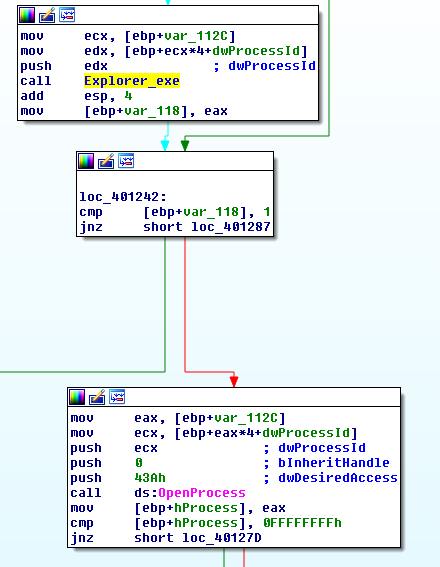 mov ecx, [ebp+var_112C]
mov edx, [ebp+ecx*4+dwProcessId]
push edx ; dwProcessId
call Explorer_exe
add esp, 4
mov [ebp+var_118], eax
loc_401242:
cmp [ebp+var_118], 1
jnz short loc_401287
mov eax, [ebp+var_112C]
mov ecx, [ebp+eax*4+dwProcessId]
push ecx ; dwProcessId
push 0 ; bInheritHandle
push 43Ah ; dwDesiredAccess
call ds:OpenProcess
mov [ebp+hProcess], eax
cmp [ebp+hProcess], 0FFFFFFFFh
jnz short loc_40127D